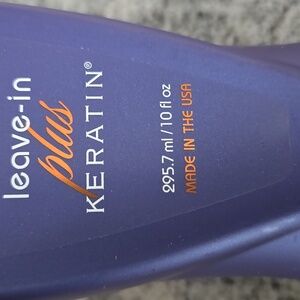 leave-in
plus
KERATIN®
295.7 ml / 10 fl oz
MADE IN THE USA